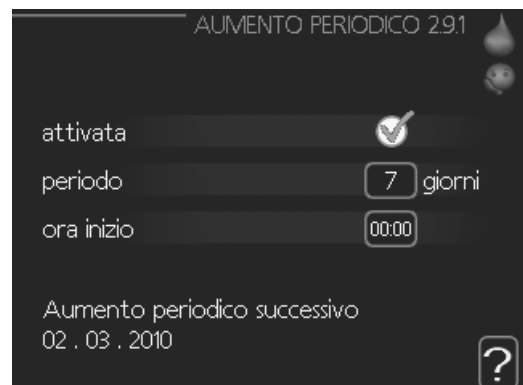 AUMENTO PERIODICO 2.9.1
attivata
periodo 7 giorni
ora inizio 00:00
Aumento periodico successivo
02 . 03 . 2010
?